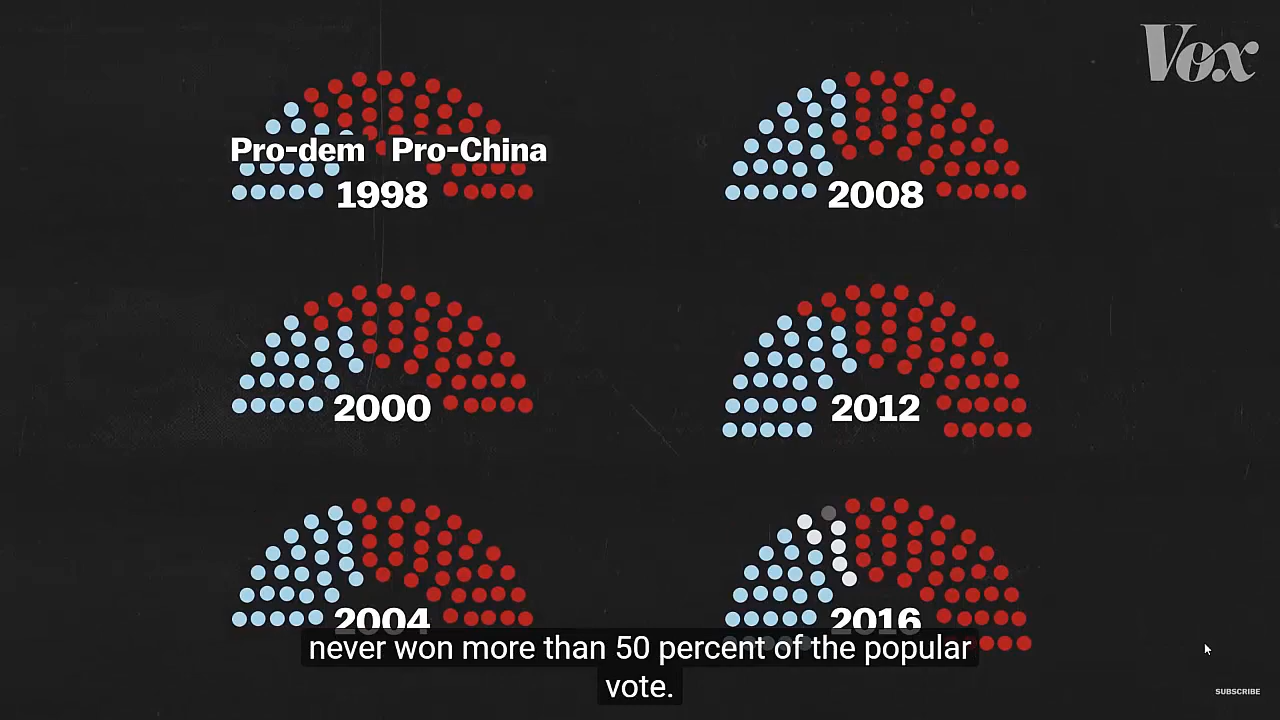 Vox
Pro-dem
Pro-China
1998
2008
2000
2012
2004
2016
never won more than 50 percent of the popular
vote.
SUBSCRIBE